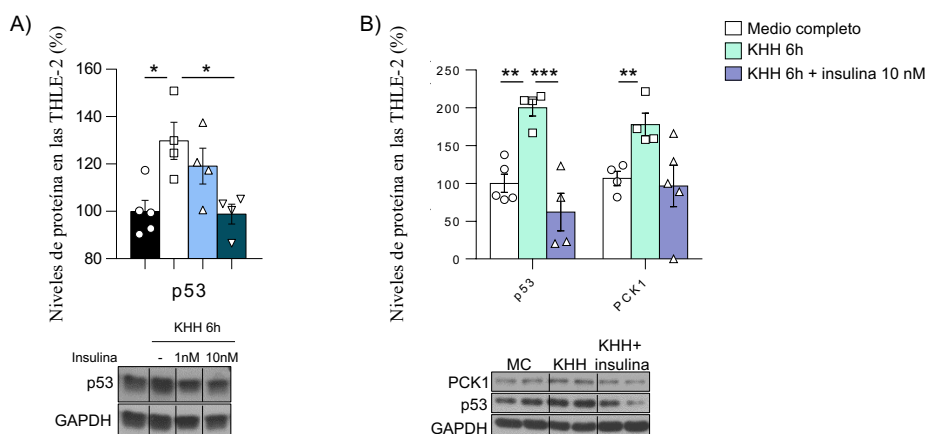 A)
Niveles de proteína en las THLE-2 (%)
160
140
120
100
80
*
*
p53
KHH 6h
Insulina - 1nM 10nM
p53
GAPDH
B)
Medio completo
KHH 6h
KHH 6h + insulina 10 nM
Niveles de proteína en las THLE-2 (%)
250
200
150
100
50
0
** *** **
p53
PCK1
KHH+
MC KHH insulina
PCK1
p53
GAPDH